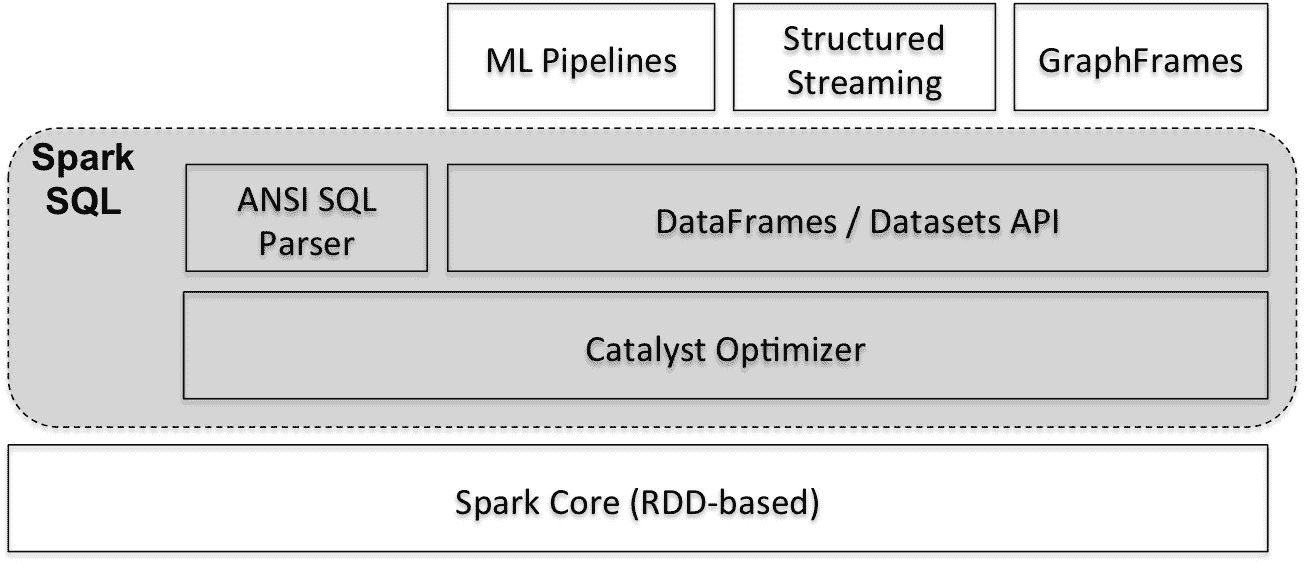 ML Pipelines
Structured
Streaming
GraphFrames
Spark
SQL
ANSI SQL
Parser
DataFrames / Datasets API
Catalyst Optimizer
Spark Core (RDD-based)